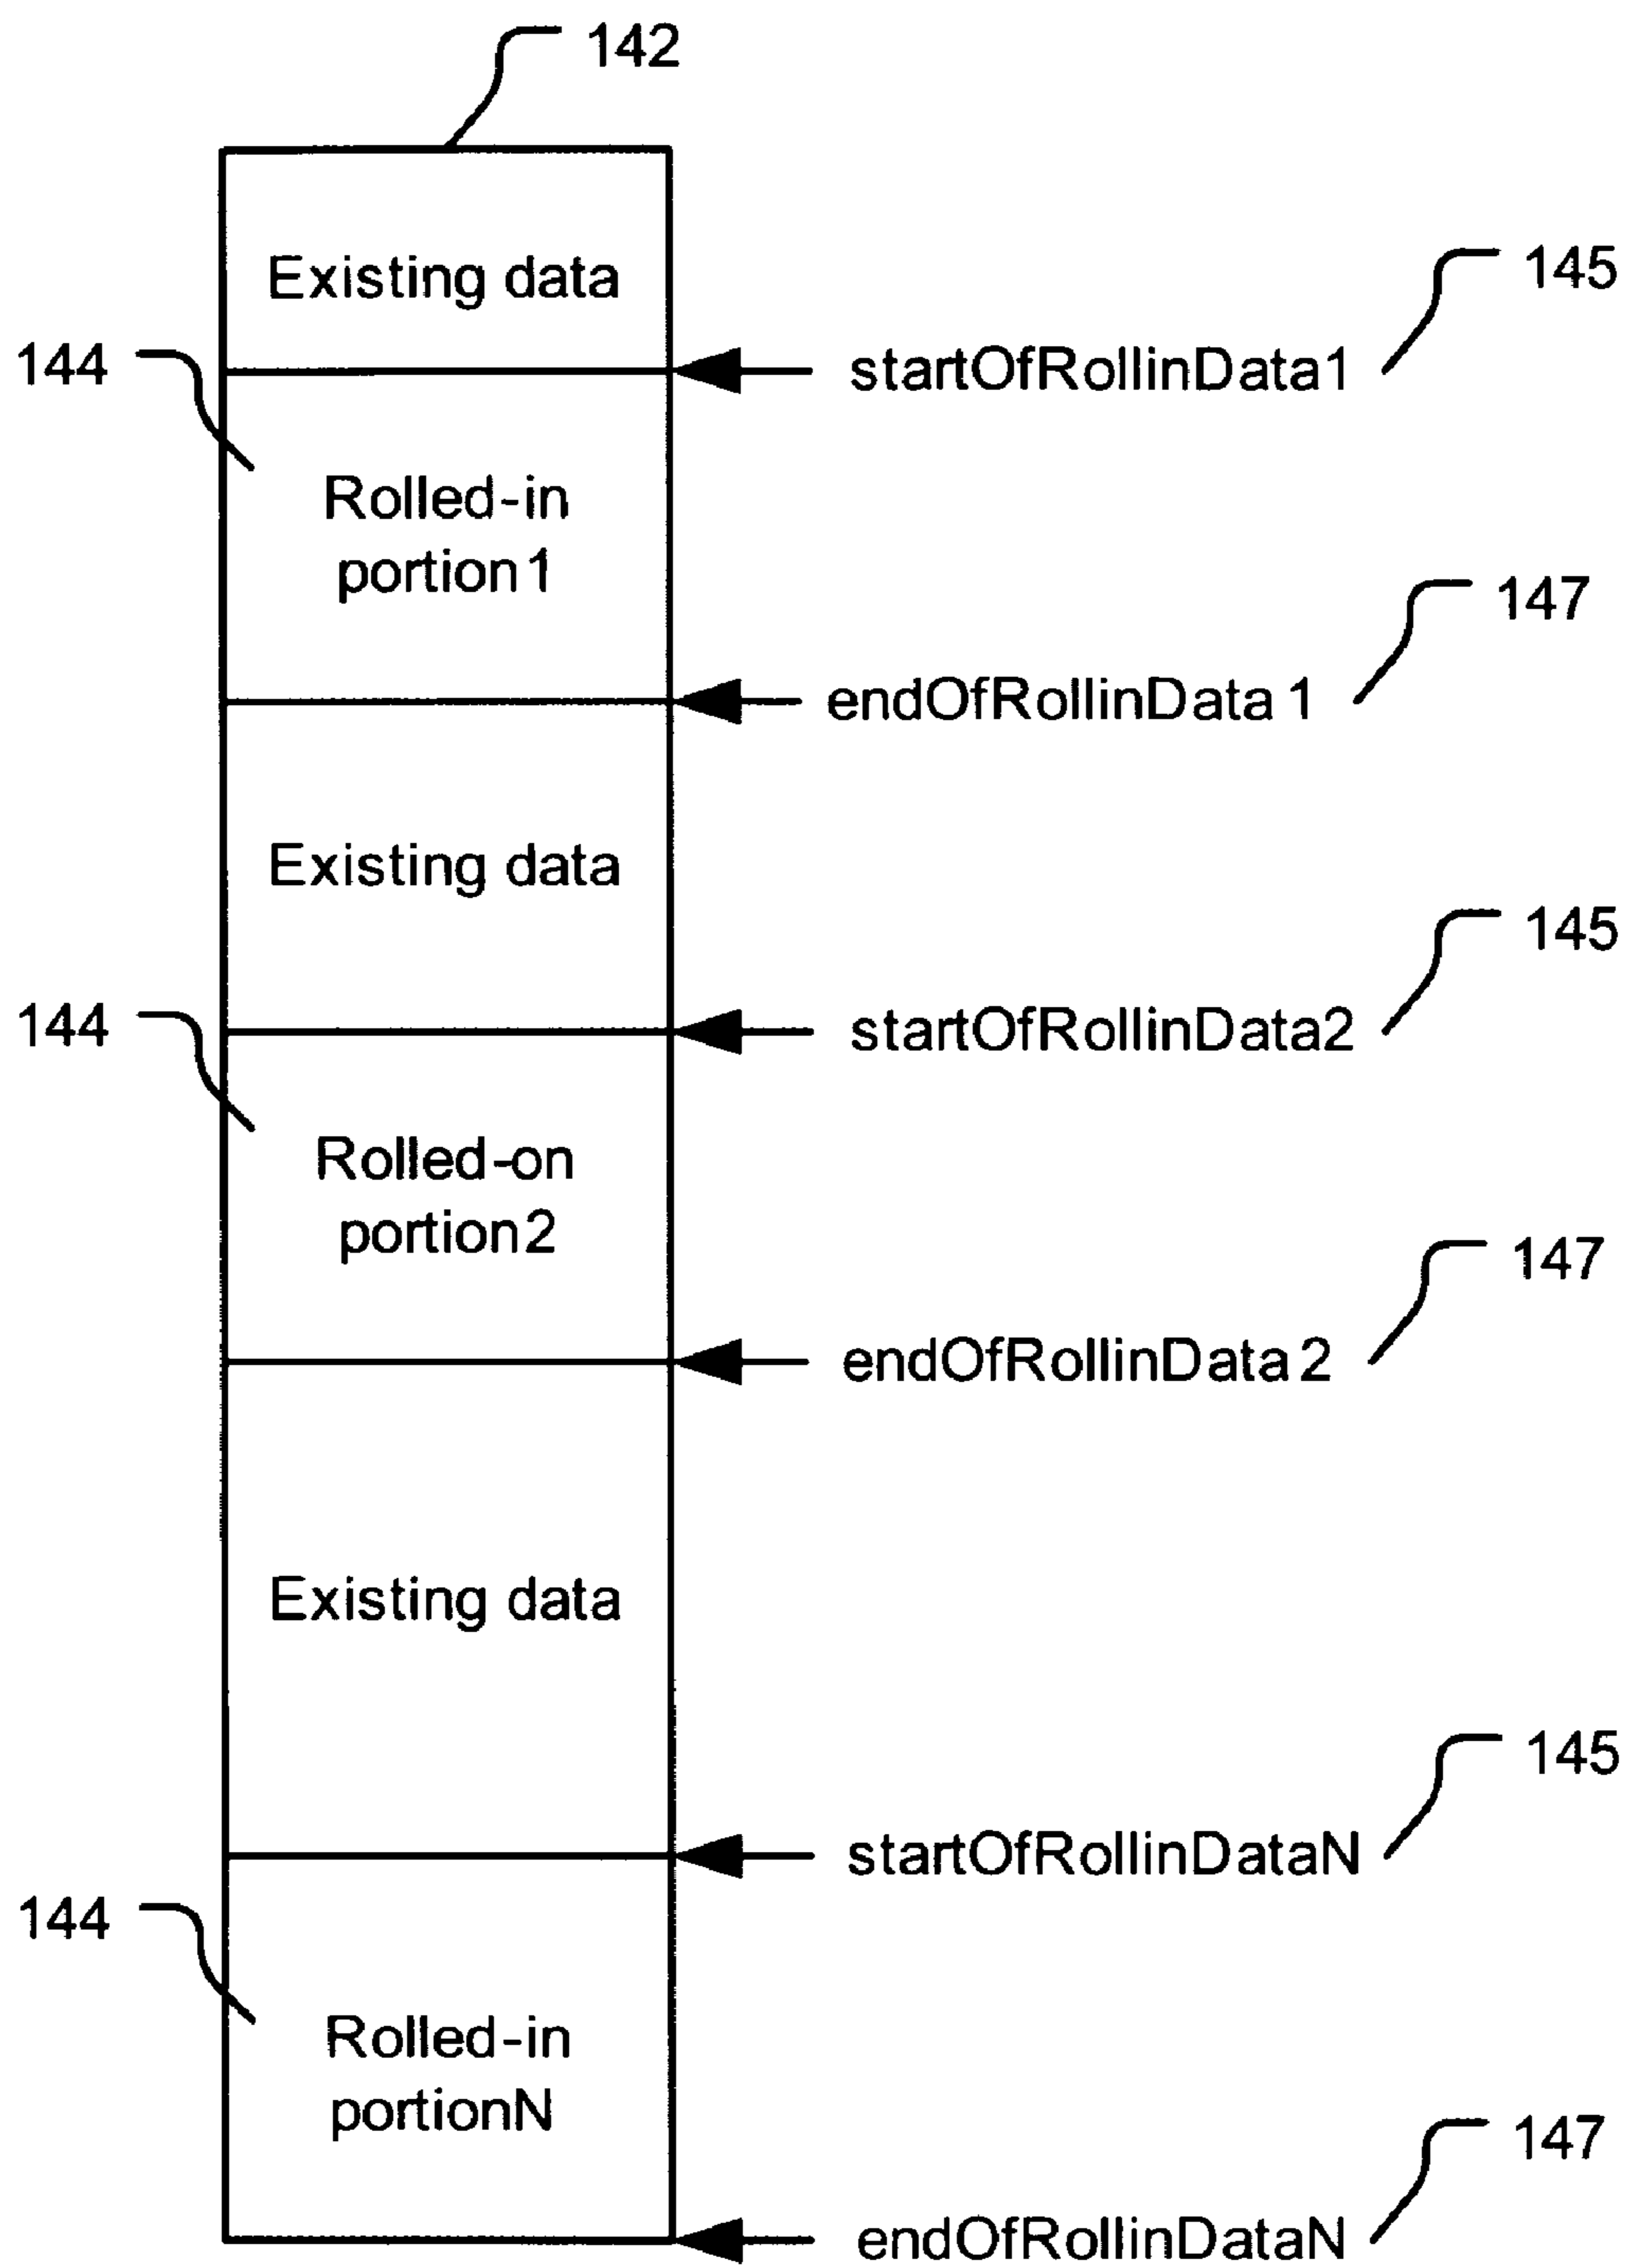 142
Existing data
145
144
startOfRollinData1
Rolled-in
portion1
147
endOfRollinData1
Existing data
145
144
startOfRollinData2
Rolled-on
portion2
147
endOfRollinData2
Existing data
145
startOfRollinDataN
144
Rolled-in
portionN
147
endOfRollinDataN